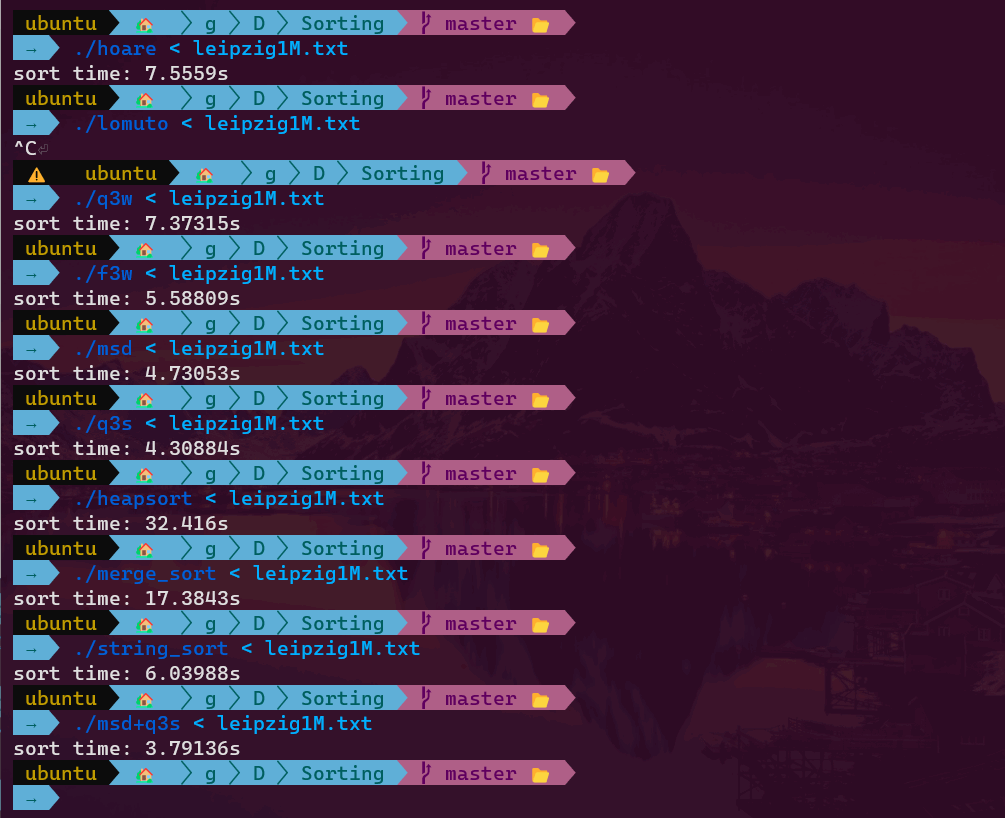 ubuntu g D Sorting master
→ ./hoare < leipzig1M.txt
sort time: 7.5559s
ubuntu g D Sorting master
→ ./lomuto < leipzig1M.txt
^C⏎
ubuntu g D Sorting master
→ ./q3w < leipzig1M.txt
sort time: 7.37315s
ubuntu g D Sorting master
→ ./f3w < leipzig1M.txt
sort time: 5.58809s
ubuntu g D Sorting master
→ ./msd < leipzig1M.txt
sort time: 4.73053s
ubuntu g D Sorting master
→ ./q3s < leipzig1M.txt
sort time: 4.30884s
ubuntu g D Sorting master
→ ./heapsort < leipzig1M.txt
sort time: 32.416s
ubuntu g D Sorting master
→ ./merge_sort < leipzig1M.txt
sort time: 17.3843s
ubuntu g D Sorting master
→ ./string_sort < leipzig1M.txt
sort time: 6.03988s
ubuntu g D Sorting master
→ ./msd+q3s < leipzig1M.txt
sort time: 3.79136s
ubuntu g D Sorting master
→